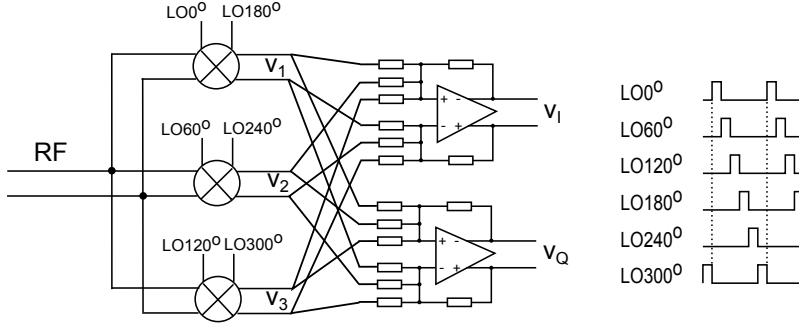 LO0° LO180°
v1
LO60° LO240°
RF
v2
LO120° LO300°
v3
+ -
- +
vI
+ -
- +
vQ
LO0°
LO60°
LO120°
LO180°
LO240°
LO300°